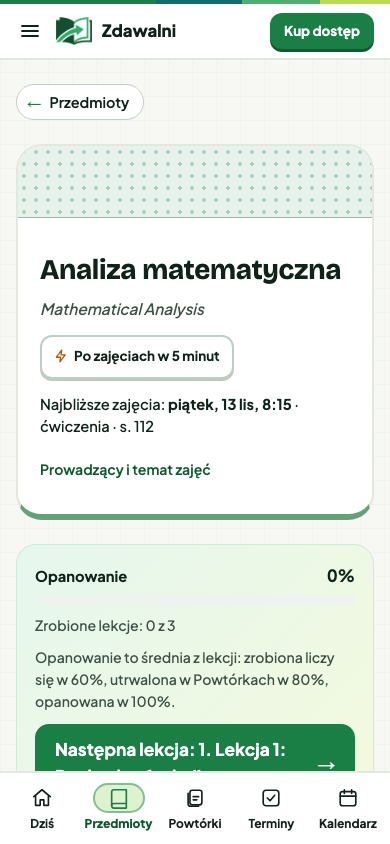 Zdawalni
Kup dostęp
← Przedmioty
Analiza matematyczna
Mathematical Analysis
Po zajęciach w 5 minut
Najbliższe zajęcia: piątek, 13 lis, 8:15 ·
ćwiczenia · s. 112
Prowadzący i temat zajęć
Opanowanie
0%
Zrobione lekcje: 0 z 3
Opanowanie to średnia z lekcji: zrobiona liczy
się w 60%, utrwalona w Powtórkach w 80%,
opanowana w 100%.
Następna lekcja: 1. Lekcja 1:
→
Dziś
Przedmioty
Powtórki
Terminy
Kalendarz